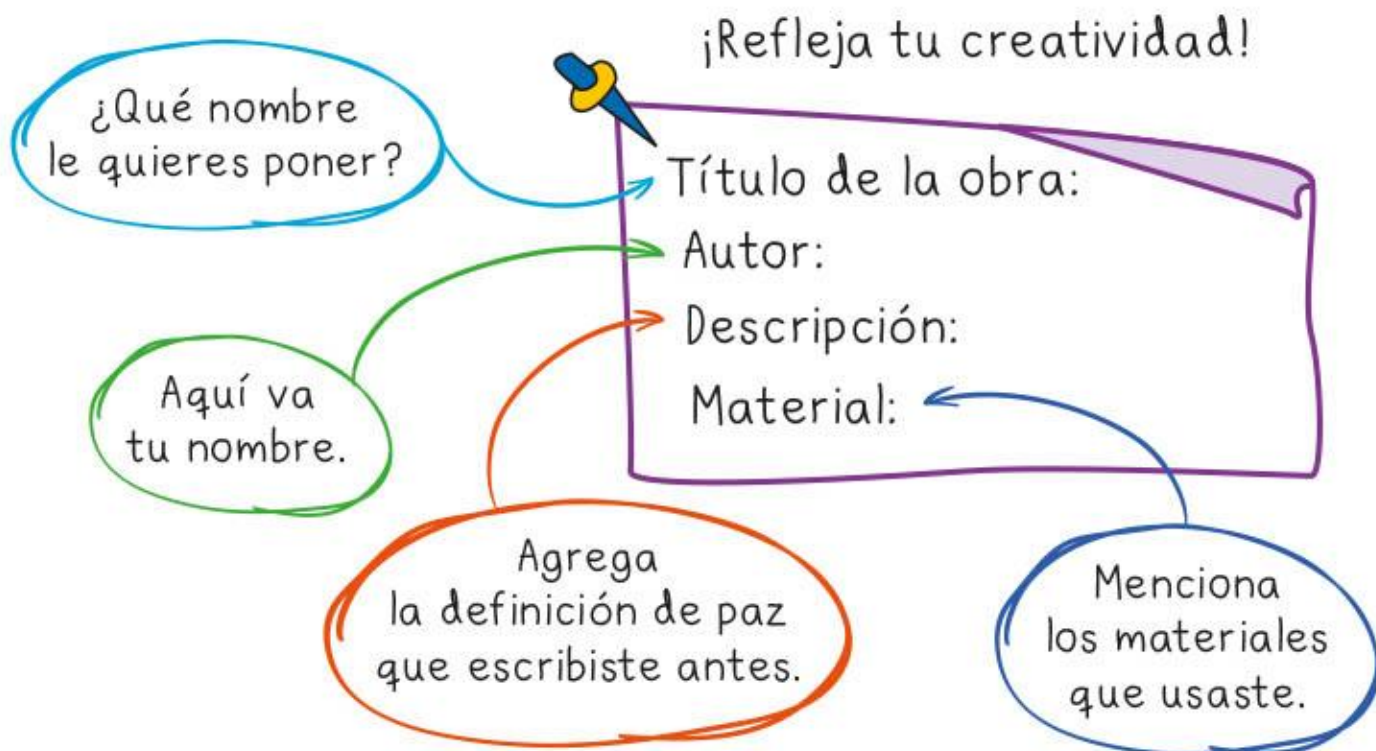 ¡Refleja tu creatividad!
¿Qué nombre
le quieres poner?
Título de la obra:
Autor:
Descripción:
Material:
Aquí va
tu nombre.
Agrega
la definición de paz
que escribiste antes.
Menciona
los materiales
que usaste.